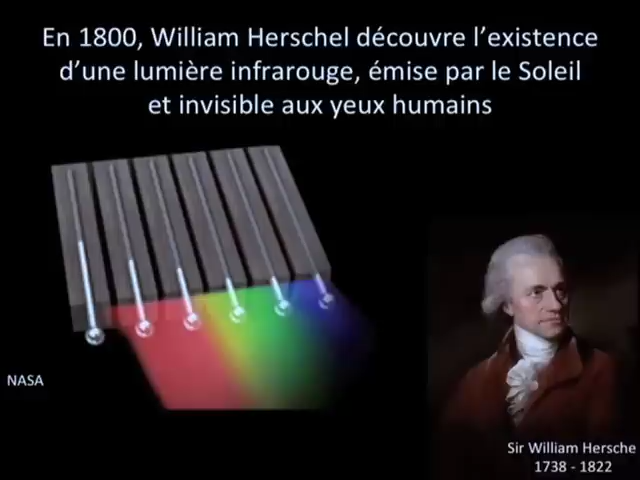 En 1800, William Herschel découvre l'existence
d'une lumière infrarouge, émise par le Soleil
et invisible aux yeux humains
NASA
Sir William Hersche
1738 - 1822